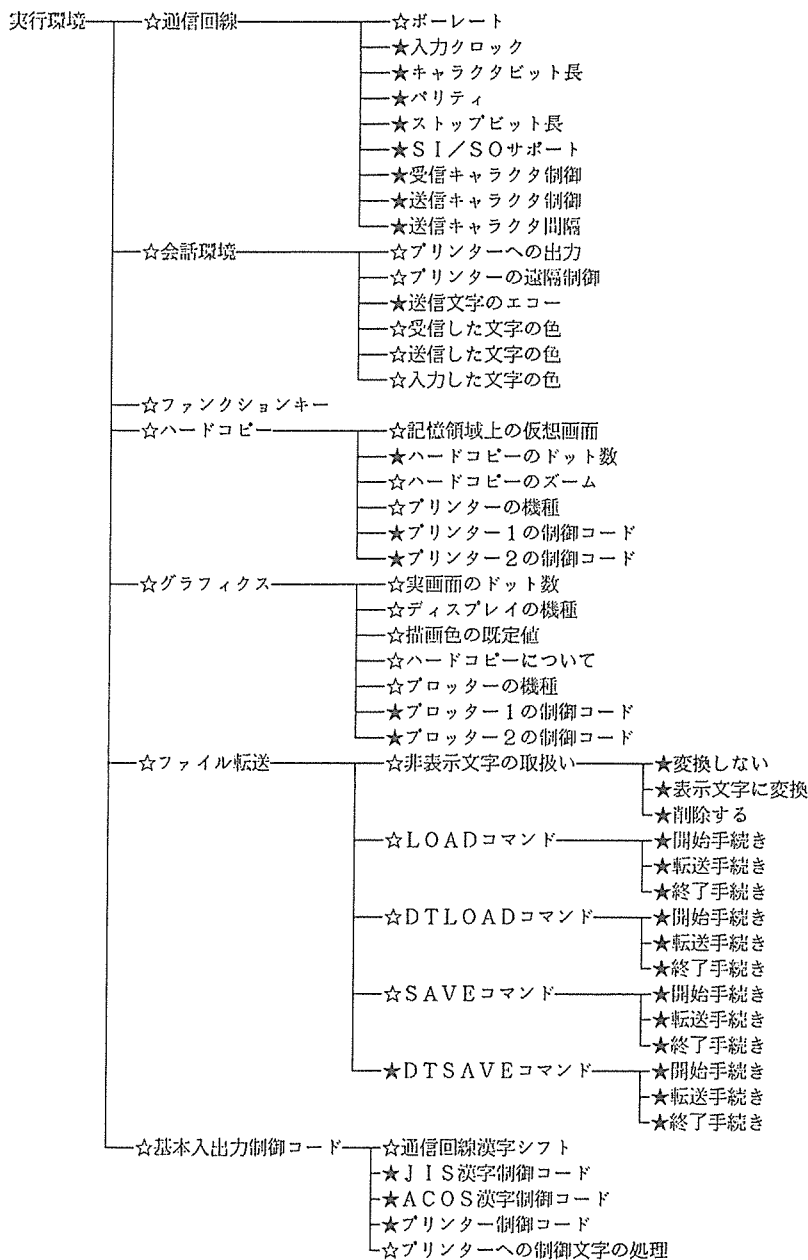 実行環境 ☆通信回線 ☆ボーレート
★入力クロック
★キャラクタビット長
★パリティ
★ストップビット長
★SI/SOサポート
★受信キャラクタ制御
★送信キャラクタ制御
★送信キャラクタ間隔
☆会話環境 ☆プリンターへの出力
☆プリンターの遠隔制御
★送信文字のエコー
☆受信した文字の色
☆送信した文字の色
☆入力した文字の色
☆ファンクションキー
☆ハードコピー ☆記憶領域上の仮想画面
★ハードコピーのドット数
☆ハードコピーのズーム
☆プリンターの機種
★プリンター1の制御コード
★プリンター2の制御コード
☆グラフィクス ☆実画面のドット数
☆ディスプレイの機種
☆描画色の既定値
☆ハードコピーについて
☆プロッターの機種
★プロッター1の制御コード
★プロッター2の制御コード
☆ファイル転送 ☆非表示文字の取扱い ★変換しない
★表示文字に変換
★削除する
☆LOADコマンド ★開始手続き
★転送手続き
★終了手続き
☆DTLOADコマンド ★開始手続き
★転送手続き
★終了手続き
☆SAVEコマンド ★開始手続き
★転送手続き
★終了手続き
★DTSAVEコマンド ★開始手続き
★転送手続き
★終了手続き
☆基本入出力制御コード ☆通信回線漢字シフト
★JIS漢字制御コード
★ACOS漢字制御コード
★プリンター制御コード
☆プリンターへの制御文字の処理